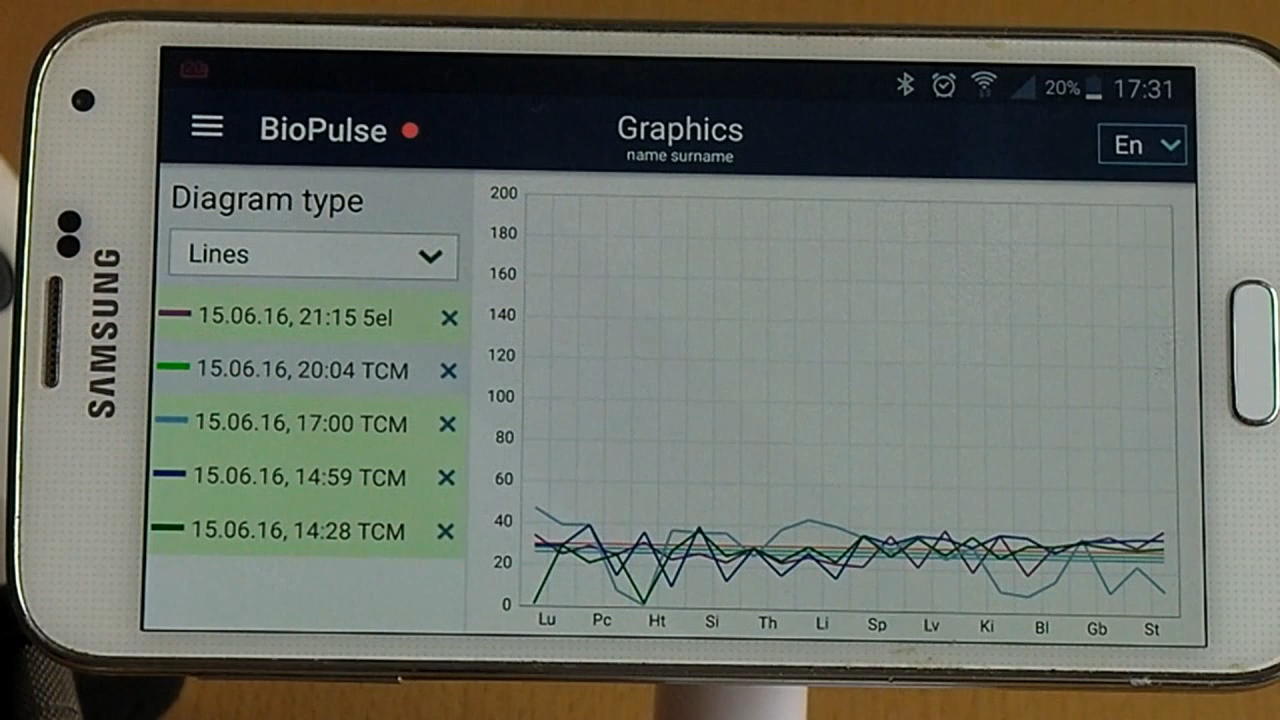 20% 17:31
BioPulse
Graphics
name surname
En
Diagram type
Lines
15.06.16, 21:15 5el
15.06.16, 20:04 TCM
15.06.16, 17:00 TCM
15.06.16, 14:59 TCM
15.06.16, 14:28 TCM
200
180
160
140
120
100
80
60
40
20
0
Lu Pc Ht Si Th Li Sp Lv Ki Bl Gb St
SAMSUNG